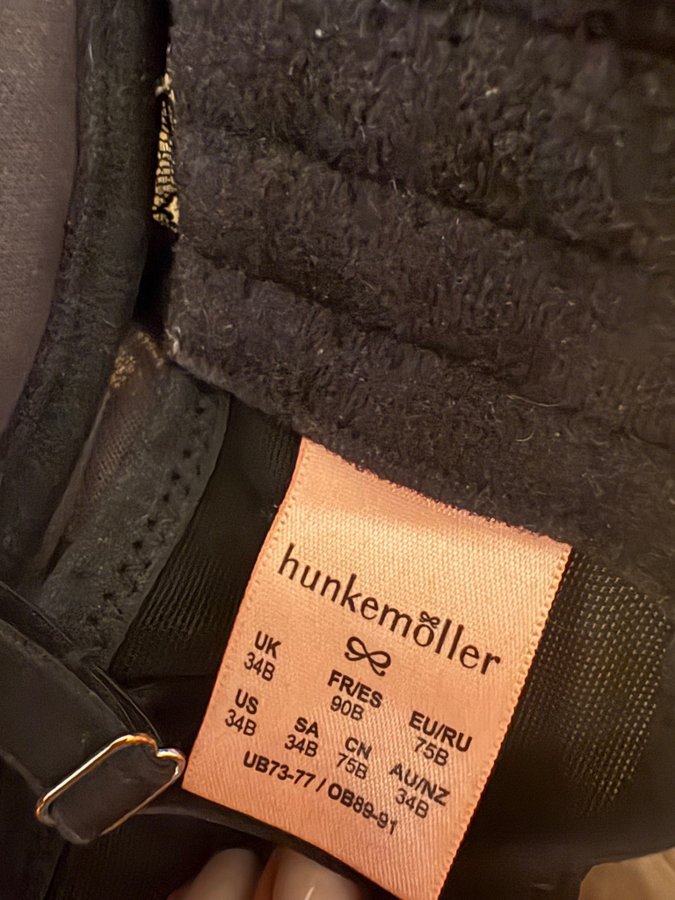 hunkemöller
UK FR/ES EU/RU
34B 90B 75B
US SA CN AU/NZ
34B 34B 75B 34B
UB73-77 / OB89-91